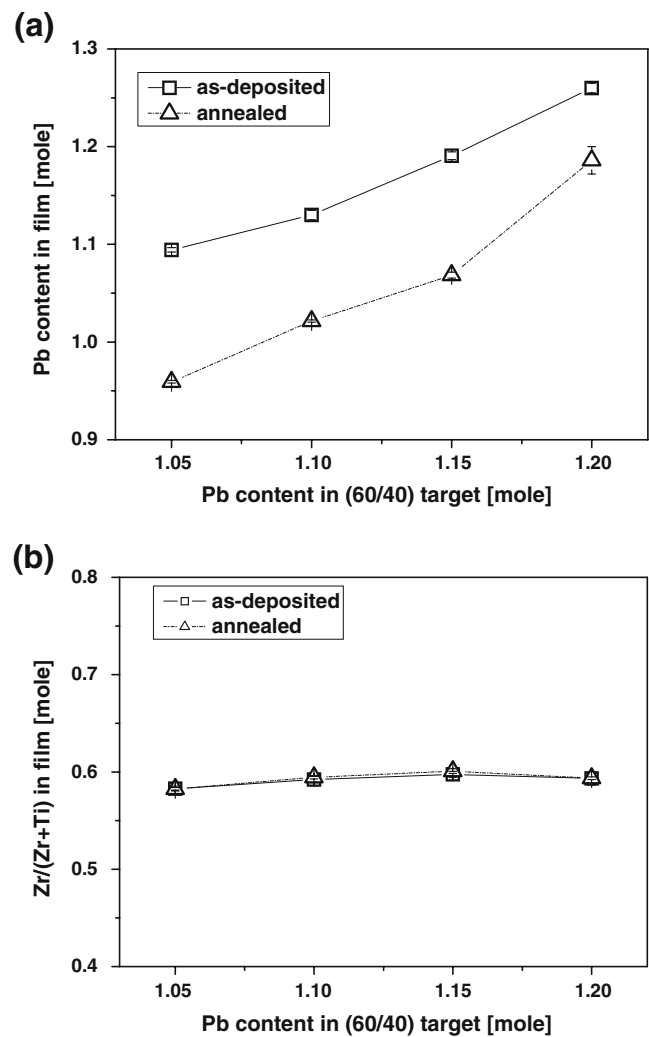 (a)
1.3
1.2
1.1
1.0
0.9
as-deposited
annealed
Pb content in film [mole]
1.05 1.10 1.15 1.20
Pb content in (60/40) target [mole]
(b)
0.8
0.7
0.6
0.5
0.4
as-deposited
annealed
Zr/(Zr+Ti) in film [mole]
1.05 1.10 1.15 1.20
Pb content in (60/40) target [mole]